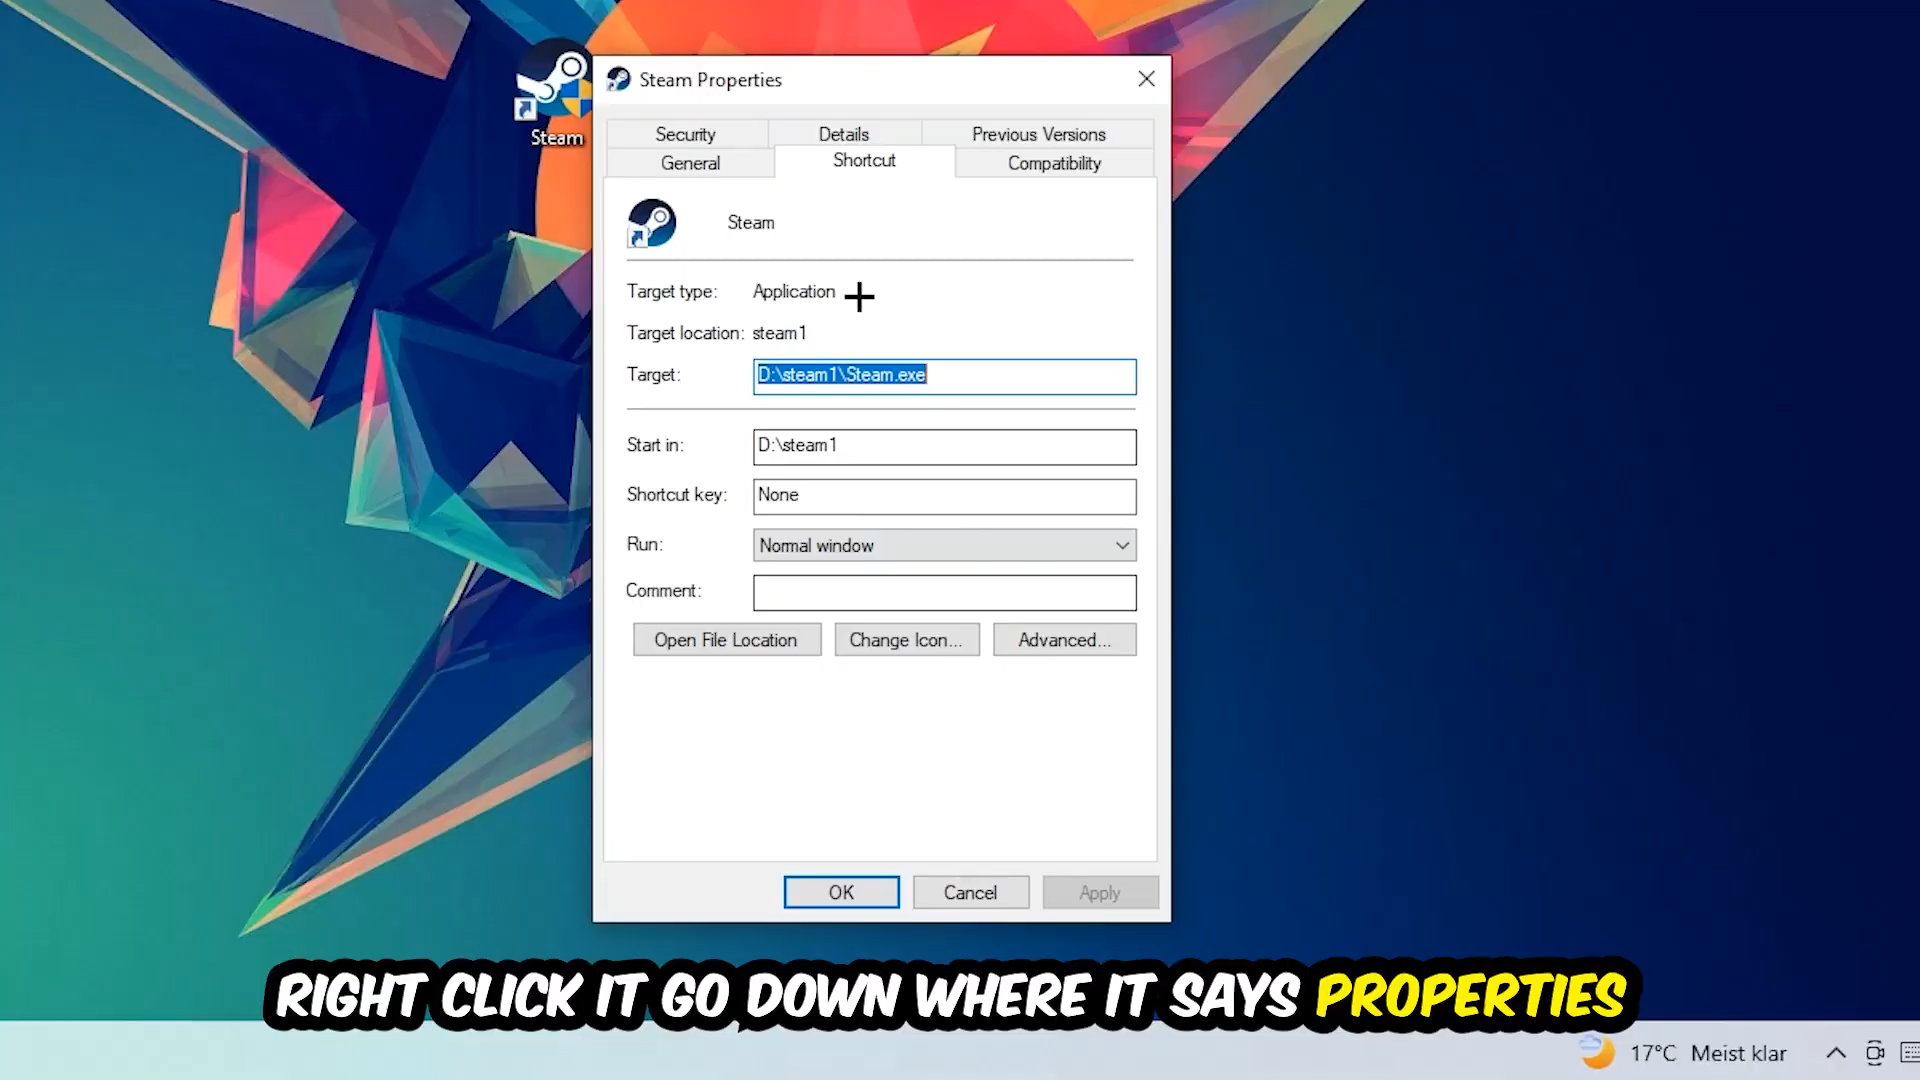 Steam
Steam Properties
Security Details Previous Versions
General Shortcut Compatibility
Steam
Target type: Application
Target location: steam1
Target: D:\steam1\Steam.exe
Start in: D:\steam1
Shortcut key: None
Run: Normal window
Comment:
Open File Location Change Icon... Advanced...
OK Cancel Apply
RIGHT CLICK IT GO DOWN WHERE IT SAYS PROPERTIES
17°C Meist klar